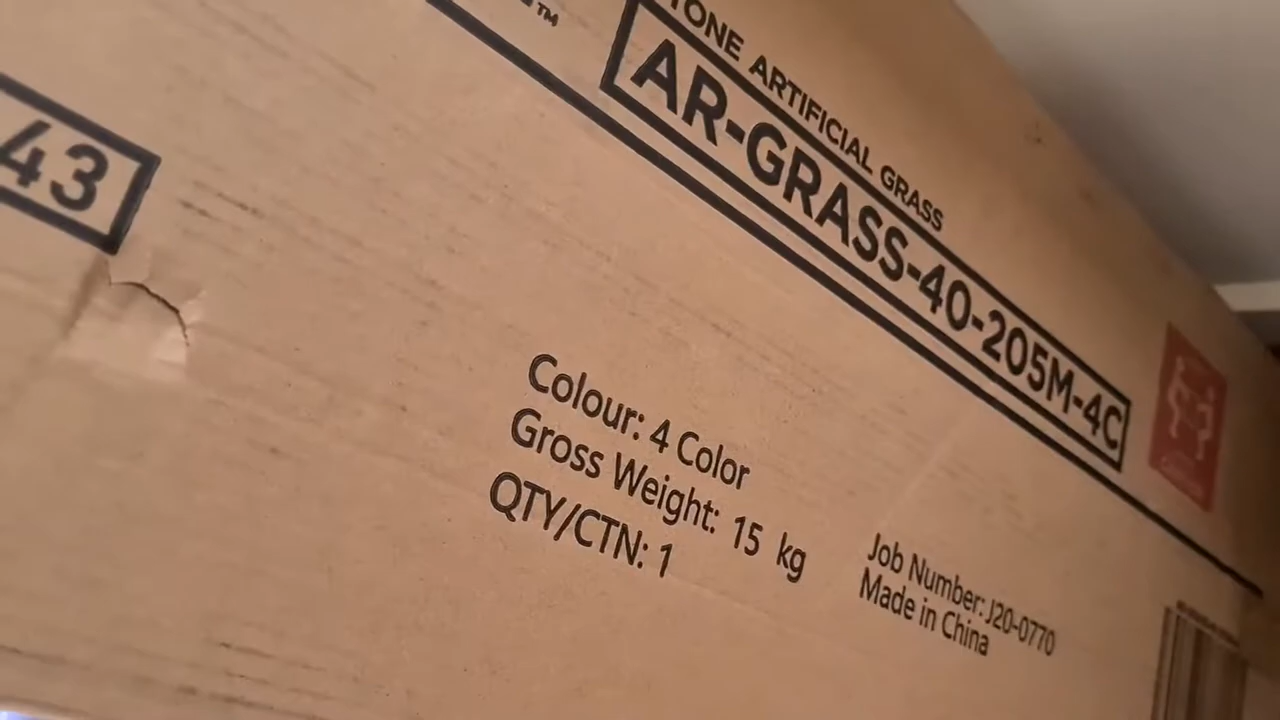 ™
ARTIFICIAL GRASS
AR-GRASS-40-205M-4C
43
Colour: 4 Color
Gross Weight: 15 kg
QTY/CTN: 1
Job Number: J20-0770
Made in China